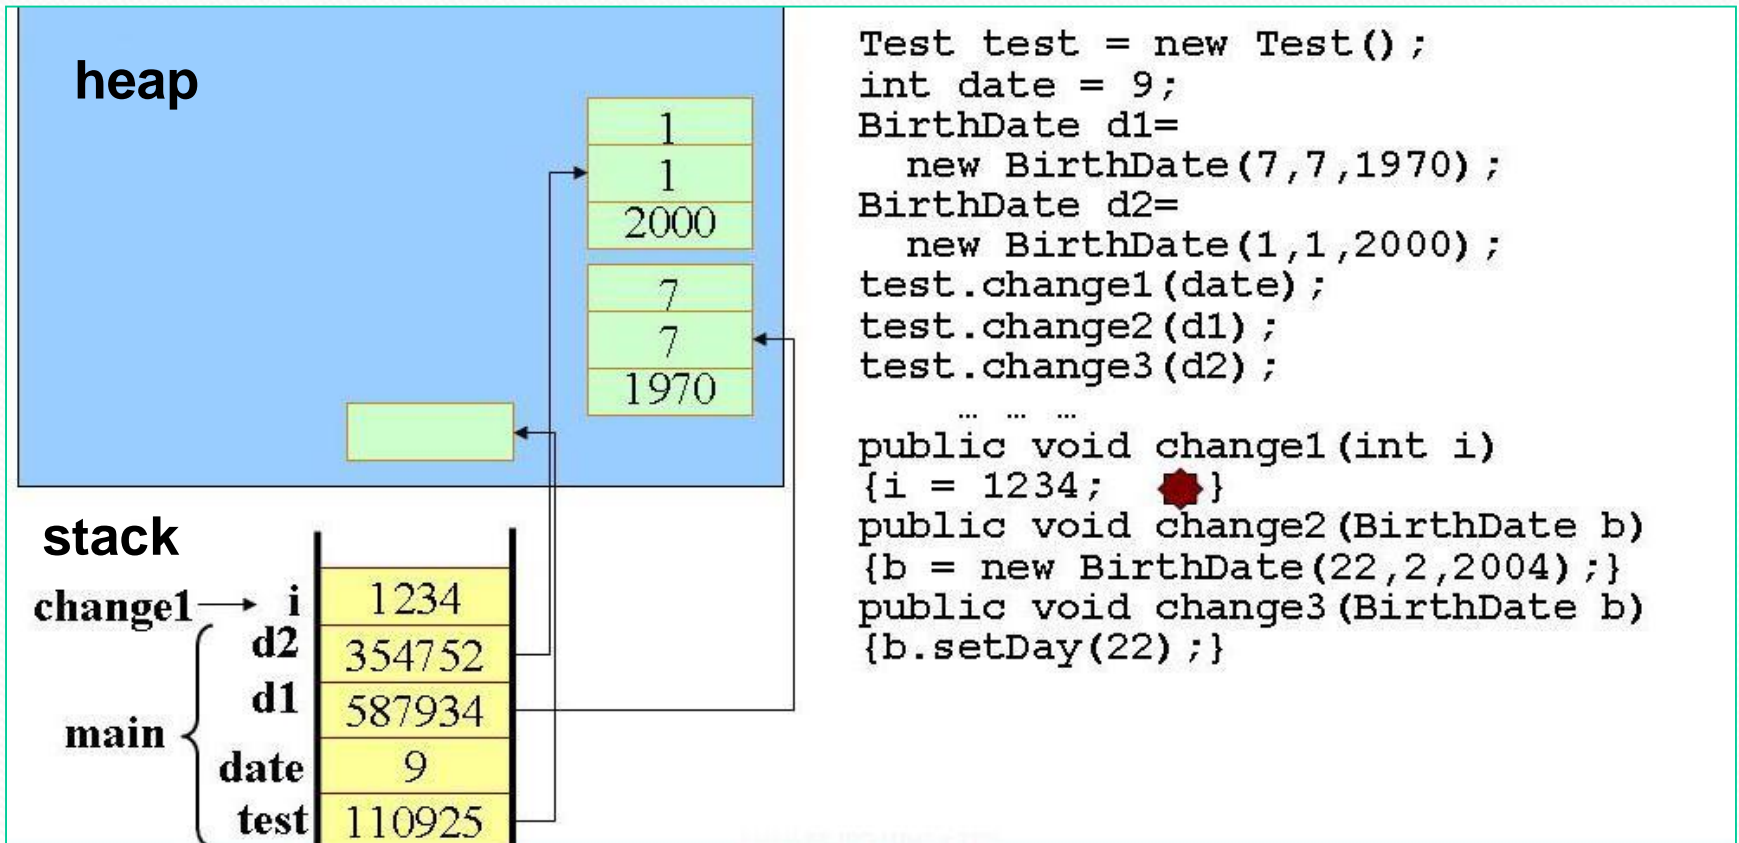 heap
1
1
2000
7
7
1970
stack
change1 i 1234
d2 354752
d1 587934
main
date 9
test 110925
Test test = new Test();
int date = 9;
BirthDate d1=
new BirthDate(7,7,1970);
BirthDate d2=
new BirthDate(1,1,2000);
test.change1(date);
test.change2(d1);
test.change3(d2);
… … …
public void change1(int i)
{i = 1234; }
public void change2(BirthDate b)
{b = new BirthDate(22,2,2004);}
public void change3(BirthDate b)
{b.setDay(22);}